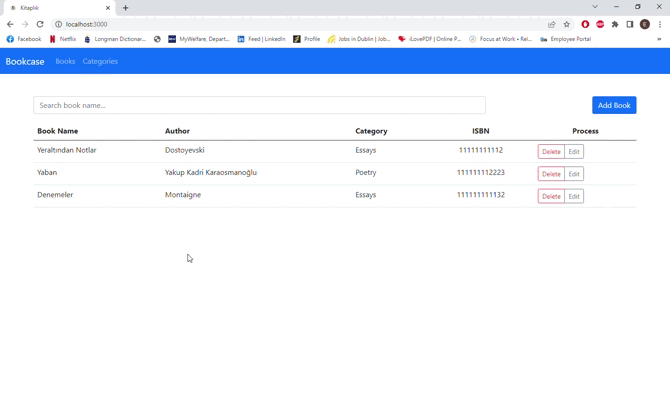 Kitaplık
localhost:3000
Facebook Netflix Longman Dictionar... MyWelfare, Depart... Feed | LinkedIn Profile Jobs in Dublin | Job... iLovePDF | Online P... Focus at Work • Rel... Employee Portal »
Bookcase Books Categories
Search book name... Add Book
Book Name Author Category ISBN Process
Yeraltından Notlar Dostoyevski Essays 11111111112 Delete Edit
Yaban Yakup Kadri Karaosmanoğlu Poetry 111111112223 Delete Edit
Denemeler Montaigne Essays 111111111132 Delete Edit